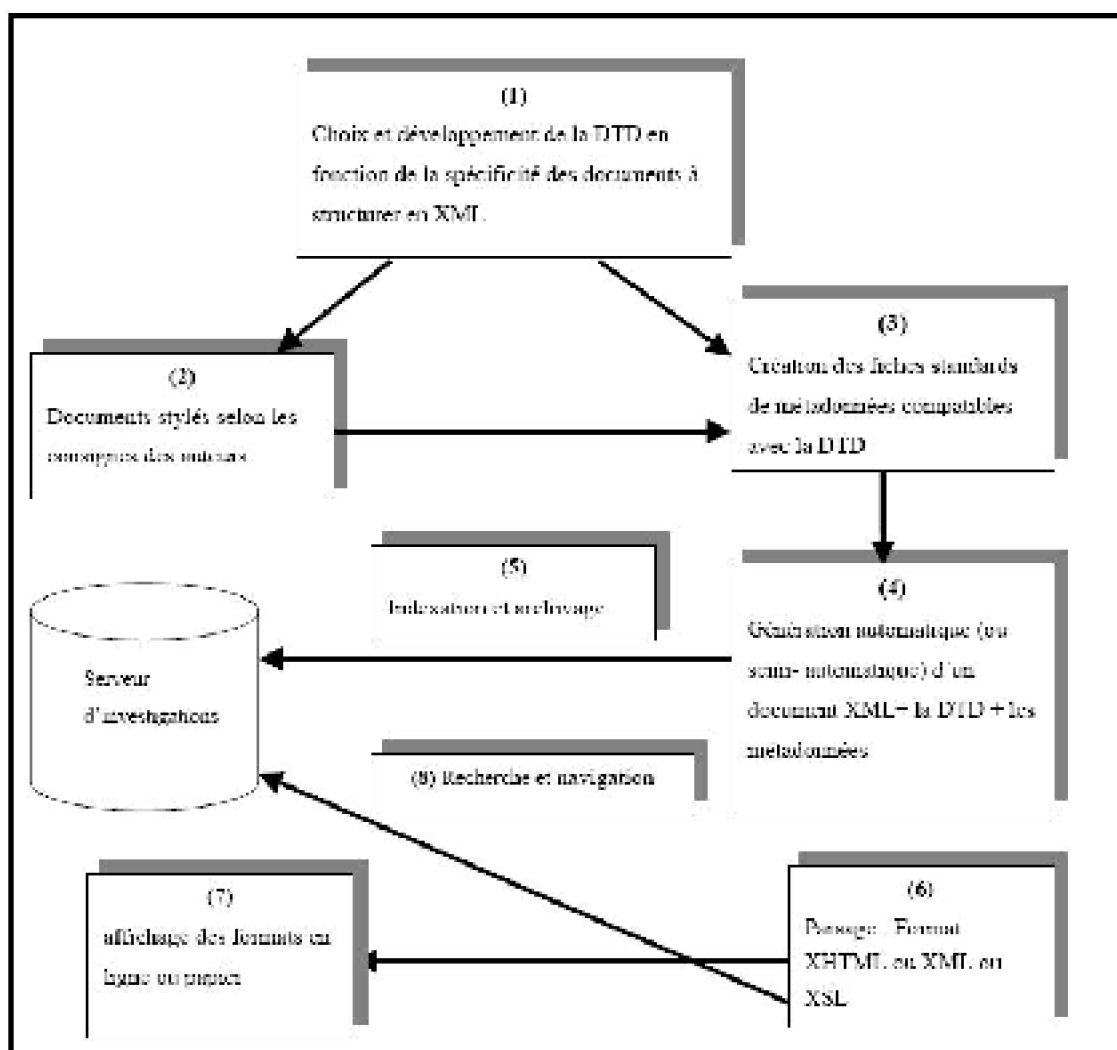 (1)
Choix et développement de la DTD en
fonction de la spécificité des documents à
structurer en XML
(2)
Documents stylés selon les
consignes des auteurs
(3)
Création des fiches standards
de métadonnées compatibles
avec la DTD
(5)
Indexation et archivage
(4)
Génération automatique (ou
semi- automatique) d'un
document XML+ la DTD + les
métadonnées
Serveur
d'investigations
(8) Recherche et navigation
(7)
affichage des formats en
ligne ou papier
(6)
Passage : Format
XHTML ou XML ou
XSL